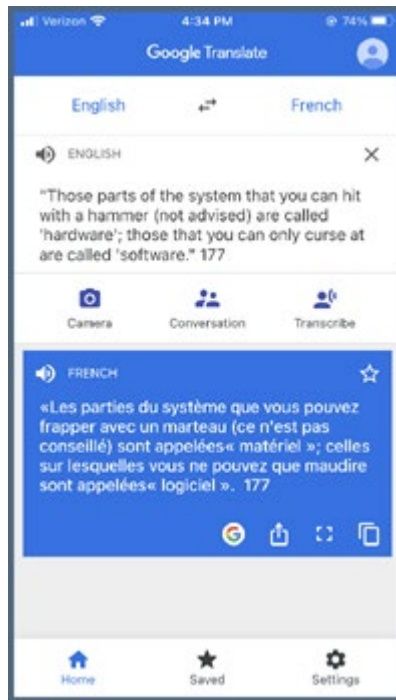 Verizon 4:34 PM 74%
Google Translate
English French
ENGLISH
"Those parts of the system that you can hit
with a hammer (not advised) are called
'hardware'; those that you can only curse at
are called 'software." 177
Camera Conversation Transcribe
FRENCH
«Les parties du système que vous pouvez
frapper avec un marteau (ce n'est pas
conseillé) sont appelées« matériel »; celles
sur lesquelles vous ne pouvez que maudire
sont appelées« logiciel ». 177
G
Home Saved Settings